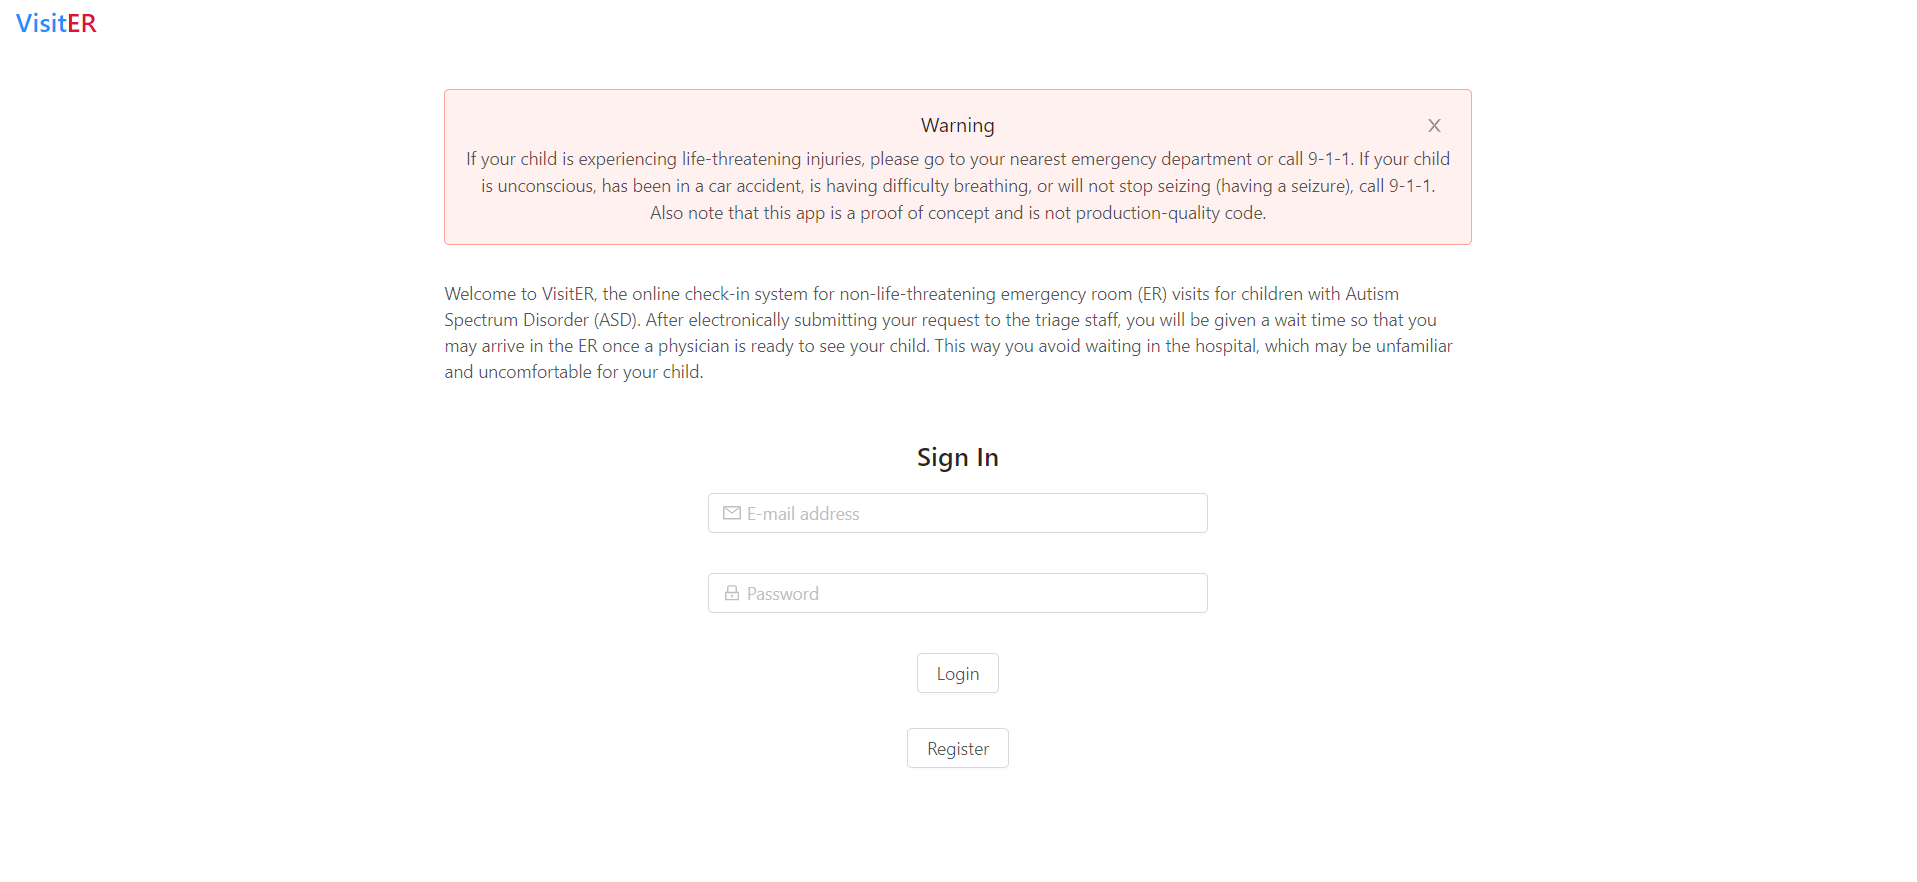 VisitER
Warning
X
If your child is experiencing life-threatening injuries, please go to your nearest emergency department or call 9-1-1. If your child
is unconscious, has been in a car accident, is having difficulty breathing, or will not stop seizing (having a seizure), call 9-1-1.
Also note that this app is a proof of concept and is not production-quality code.
Welcome to VisitER, the online check-in system for non-life-threatening emergency room (ER) visits for children with Autism
Spectrum Disorder (ASD). After electronically submitting your request to the triage staff, you will be given a wait time so that you
may arrive in the ER once a physician is ready to see your child. This way you avoid waiting in the hospital, which may be unfamiliar
and uncomfortable for your child.
Sign In
E-mail address
Password
Login
Register